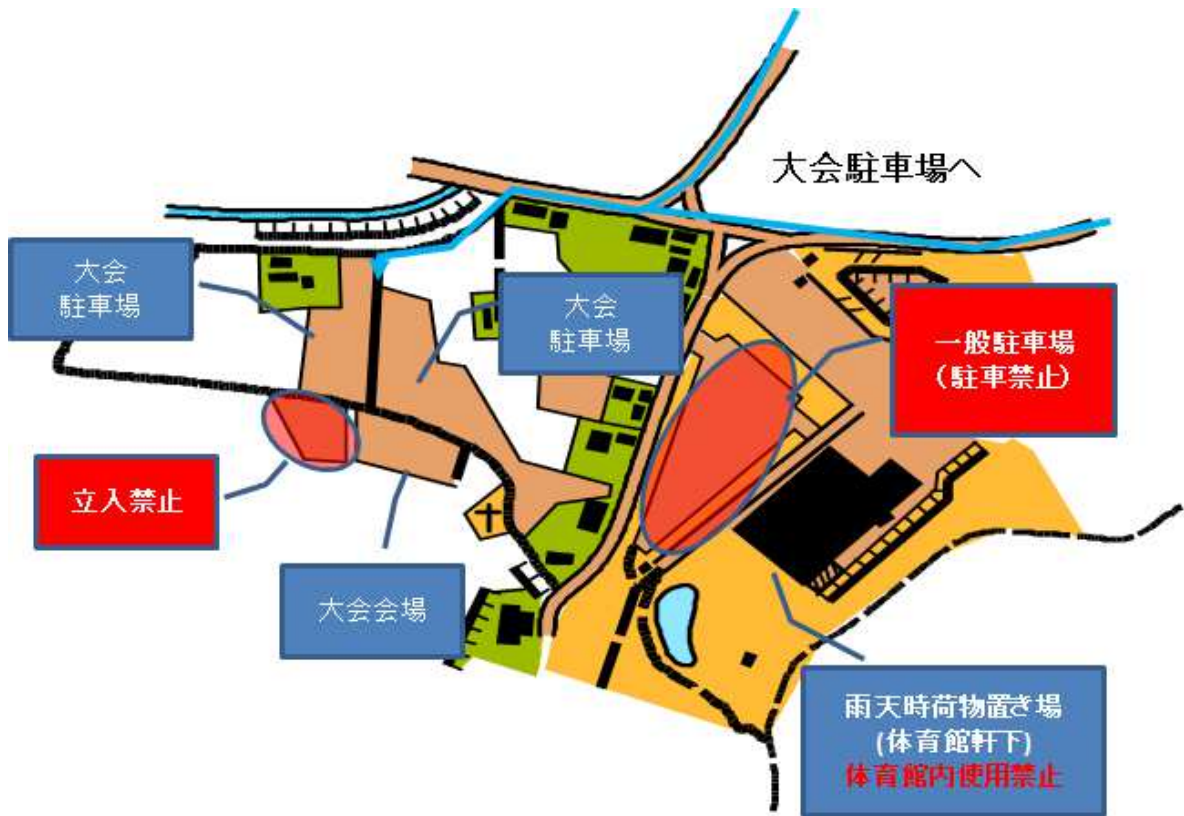 大会駐車場へ
大会
駐車場
大会
駐車場
一般駐車場
（駐車禁止）
立入禁止
大会会場
雨天時荷物置き場
(体育館軒下)
体育館内使用禁止